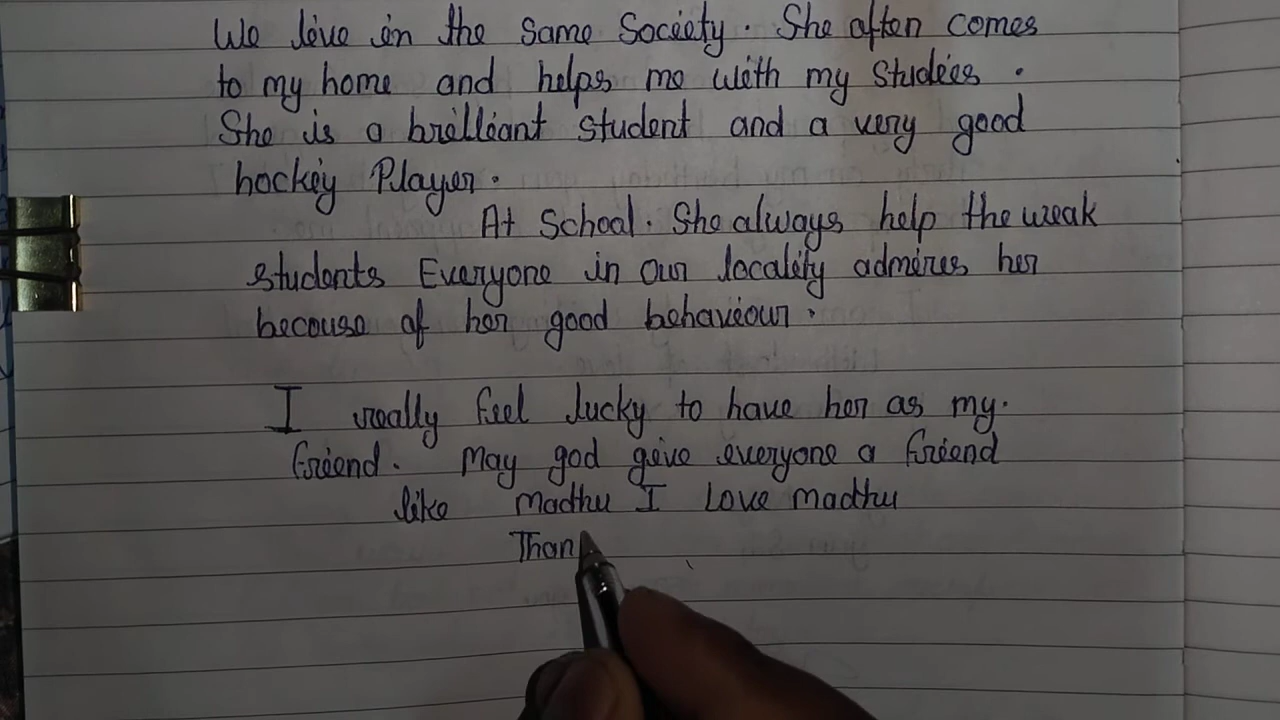 We live in the Same Society. She often comes
to my home and helps me with my Studies.
She is a brilliant student and a very good
hockey Player.
At School. She always help the weak
students Everyone in our locality admires her
becouse of her good behaviour.
I really feel lucky to have her as my.
friend. May god give everyone a friend
like madhu I Love madhu
Than